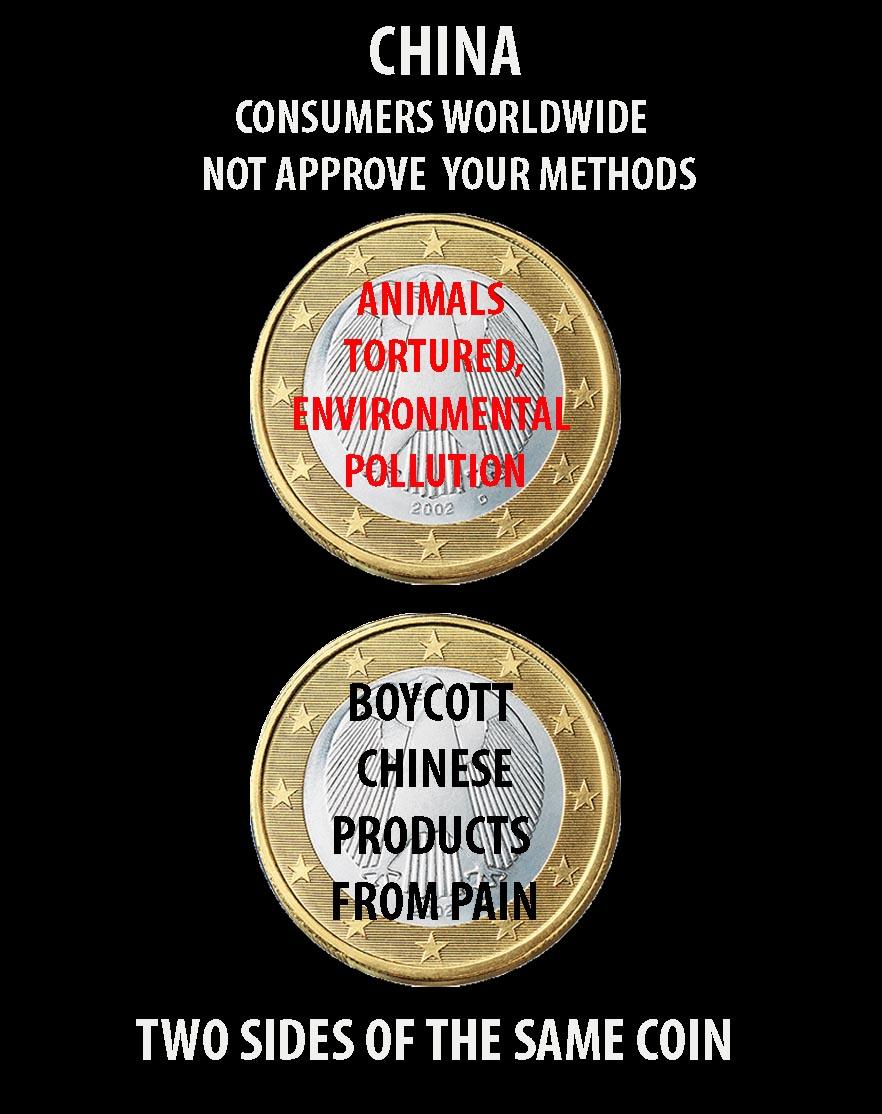 CHINA
CONSUMERS WORLDWIDE
NOT APPROVE YOUR METHODS
ANIMALS
TORTURED,
ENVIRONMENTAL
POLLUTION
2002 G
BOYCOTT
CHINESE
PRODUCTS
FROM PAIN
2002
TWO SIDES OF THE SAME COIN